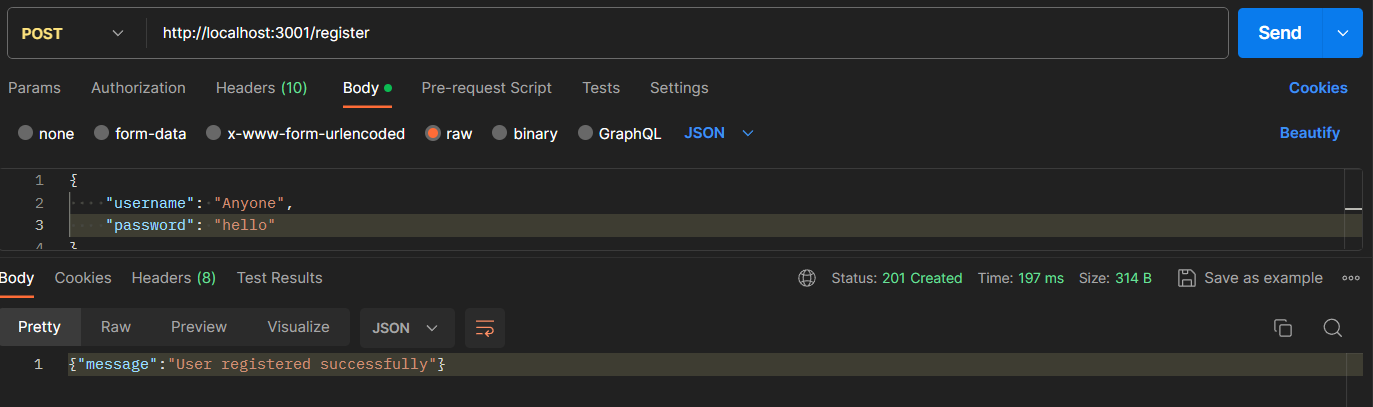 POST http://localhost:3001/register Send
Params Authorization Headers (10) Body Pre-request Script Tests Settings Cookies
none form-data x-www-form-urlencoded raw binary GraphQL JSON Beautify
1 {
2 "username": "Anyone",
3 "password": "hello"
4 }
Body Cookies Headers (8) Test Results Status: 201 Created Time: 197 ms Size: 314 B Save as example
Pretty Raw Preview Visualize JSON
1 {"message":"User registered successfully"}